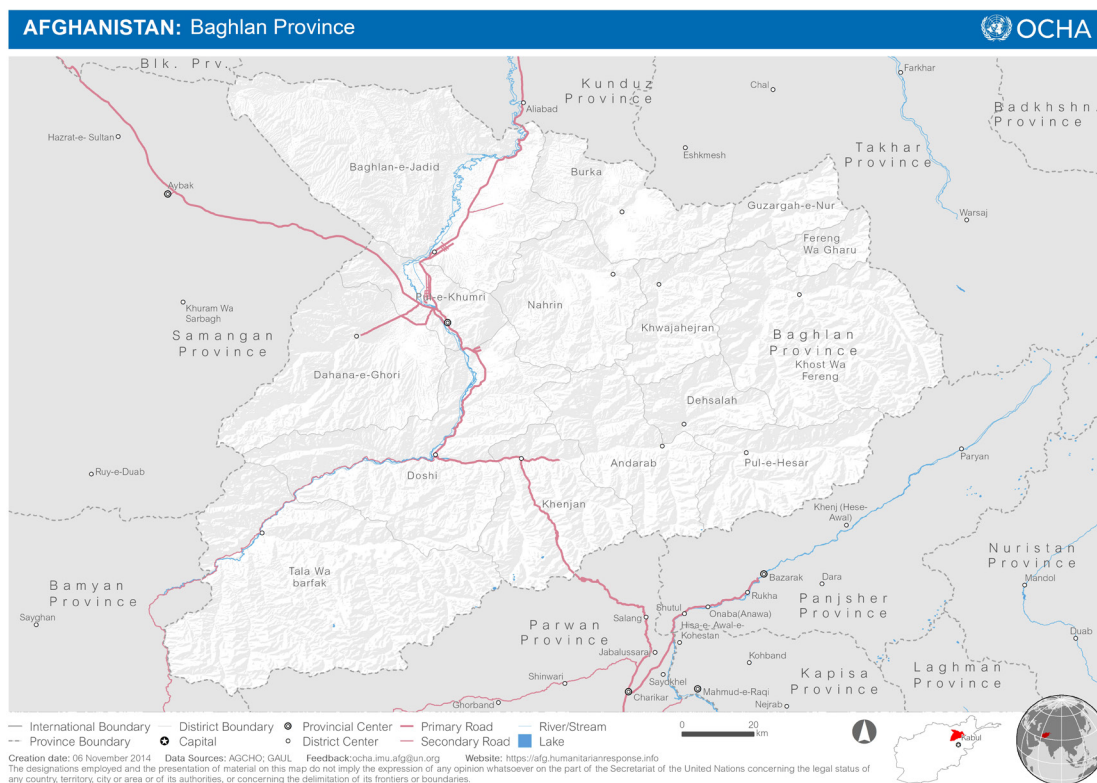 AFGHANISTAN: Baghlan Province
OCHA
Blk. Prv.
Kunduz
Province
Farkhar
Chal
Aliabad
Badkhshn.
Province
Hazrat-e- Sultan
Takhar
Province
Eshkmesh
Baghlan-e-Jadid
Burka
Aybak
Guzargah-e-Nur
Warsaj
Fereng
Wa Gharu
Khuram Wa
Sarbagh
Pul-e-Khumri
Nahrin
Khwajahejran
Samangan
Province
Baghlan
Province
Khost Wa
Fereng
Dahana-e-Ghori
Dehsalah
Paryan
Ruy-e-Duab
Doshi
Andarab
Pul-e-Hesar
Khenjan
Khenj (Hese-
Awal)
Nuristan
Province
Tala Wa
barfak
Bazarak
Dara
Mandol
Bamyan
Province
Rukha
Panjsher
Province
Shutul
Onaba(Anawa)
Sayghan
Parwan
Province
Salang
Hisa-e- Awal-e-
Kohestan
Duab
Jabalussara
Kohband
Kapisa
Province
Laghman
Province
Shinwari
Saydkhel
Charikar
Mahmud-e-Raqi
Ghorband
Nejrab
International Boundary
District Boundary
Provincial Center
Primary Road
River/Stream
Province Boundary
Capital
District Center
Secondary Road
Lake
0 20
km
Kabul
Creation date: 06 November 2014 Data Sources: AGCHO; GAUL Feedback:ocha.imu.afg@un.org Website: https://afg.humanitarianresponse.info
The designations employed and the presentation of material on this map do not imply the expression of any opinion whatsoever on the part of the Secretariat of the United Nations concerning the legal status of
any country, territory, city or area or of its authorities, or concerning the delimitation of its frontiers or boundaries.